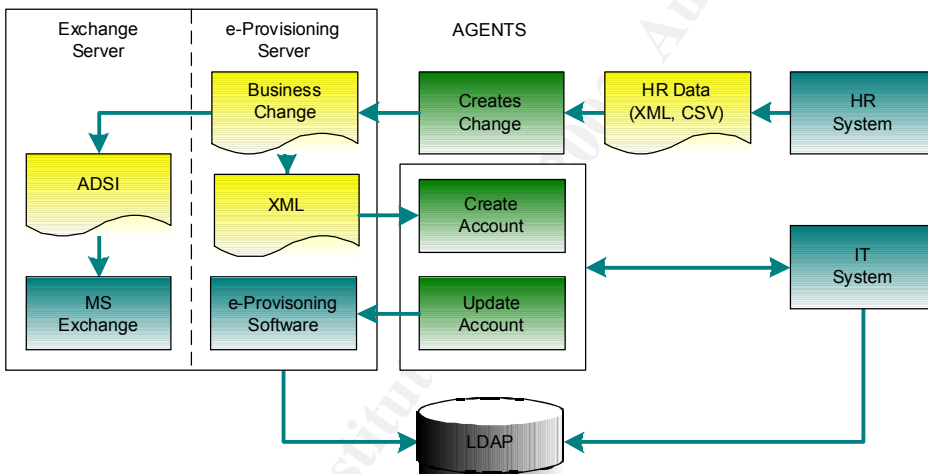 Exchange
Server
e-Provisioning
Server
AGENTS
Business
Change
Creates
Change
HR Data
(XML, CSV)
HR
System
ADSI
XML
Create
Account
IT
System
MS
Exchange
e-Provisioning
Software
Update
Account
LDAP